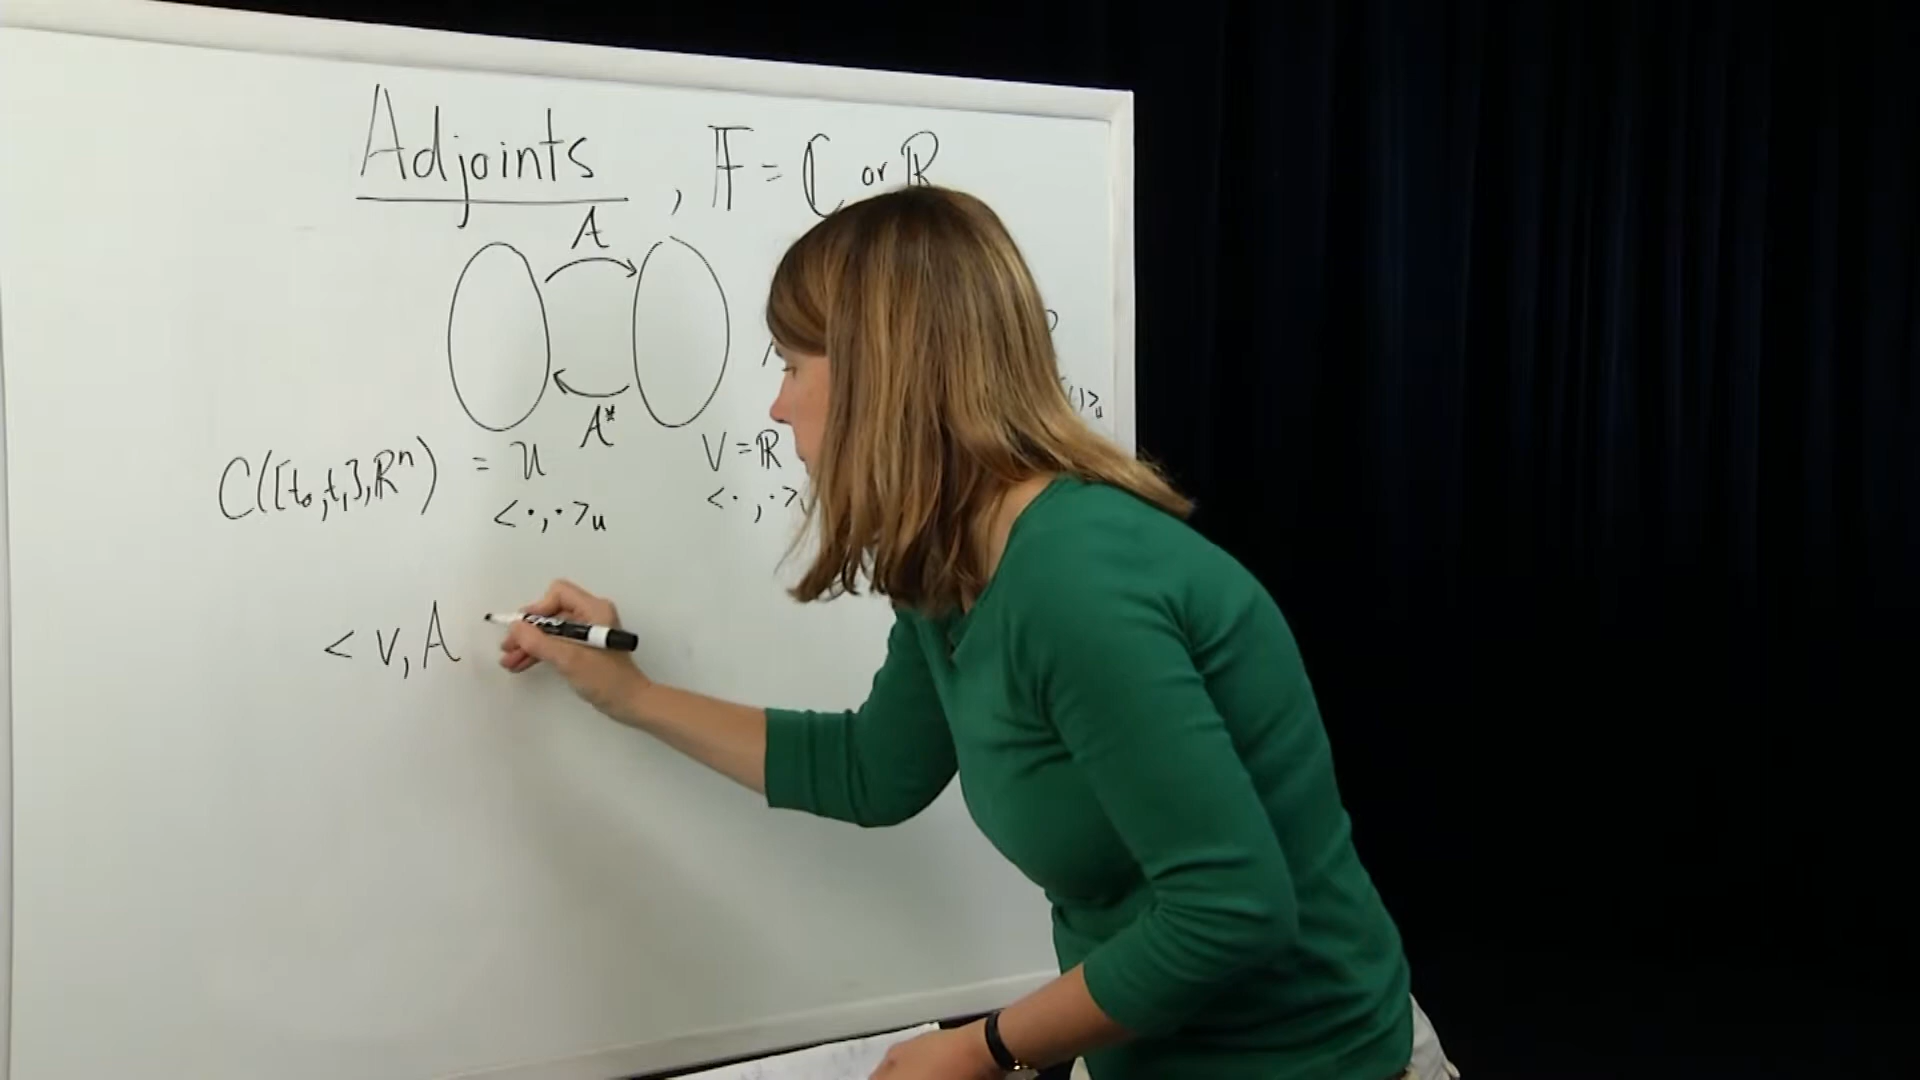 Adjoints , 𝔽 = ℂ or ℝ
A
A*
C([t₀,t₁],ℝⁿ) = U V = ℝ
<·,·>ᵤ <·,·>
)>ᵤ
< v, A